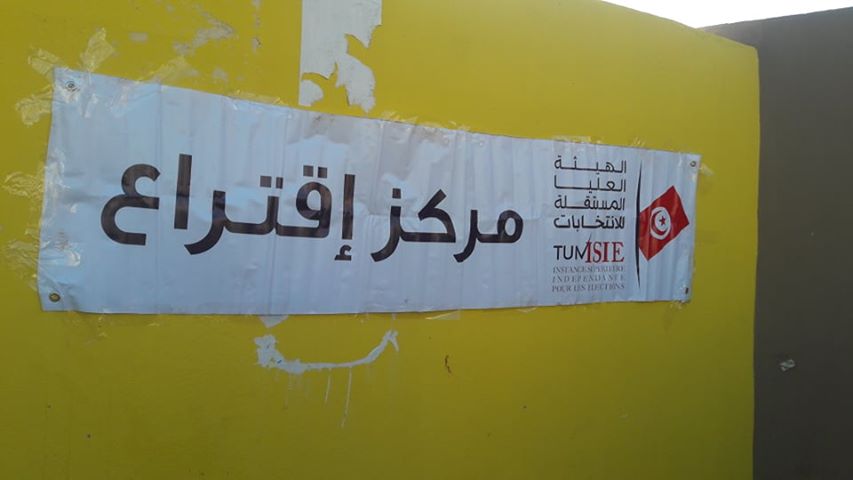 مركز إقتراع
الهيئة
العليا
المستقلة
للانتخابات
TUNISIE
INSTANCE SUPÉRIEURE
INDÉPENDANTE
POUR LES ÉLECTIONS